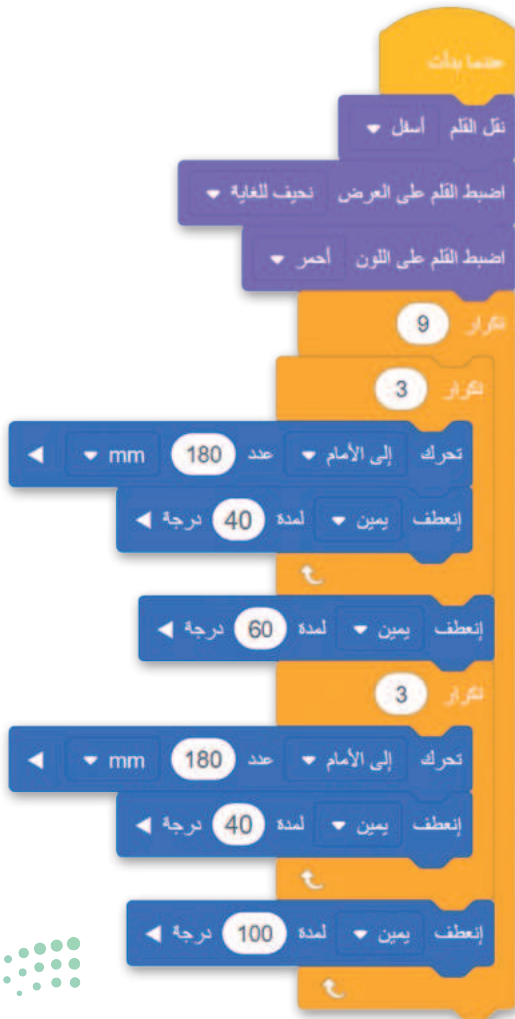 عندما بدأت
نقل القلم أسفل
اضبط القلم على العرض نحيف للغاية
اضبط القلم على اللون أحمر
تكرار 9
تكرار 3
تحرك إلى الأمام عدد 180 mm
إنعطف يمين لمدة 40 درجة
إنعطف يمين لمدة 60 درجة
تكرار 3
تحرك إلى الأمام عدد 180 mm
إنعطف يمين لمدة 40 درجة
إنعطف يمين لمدة 100 درجة